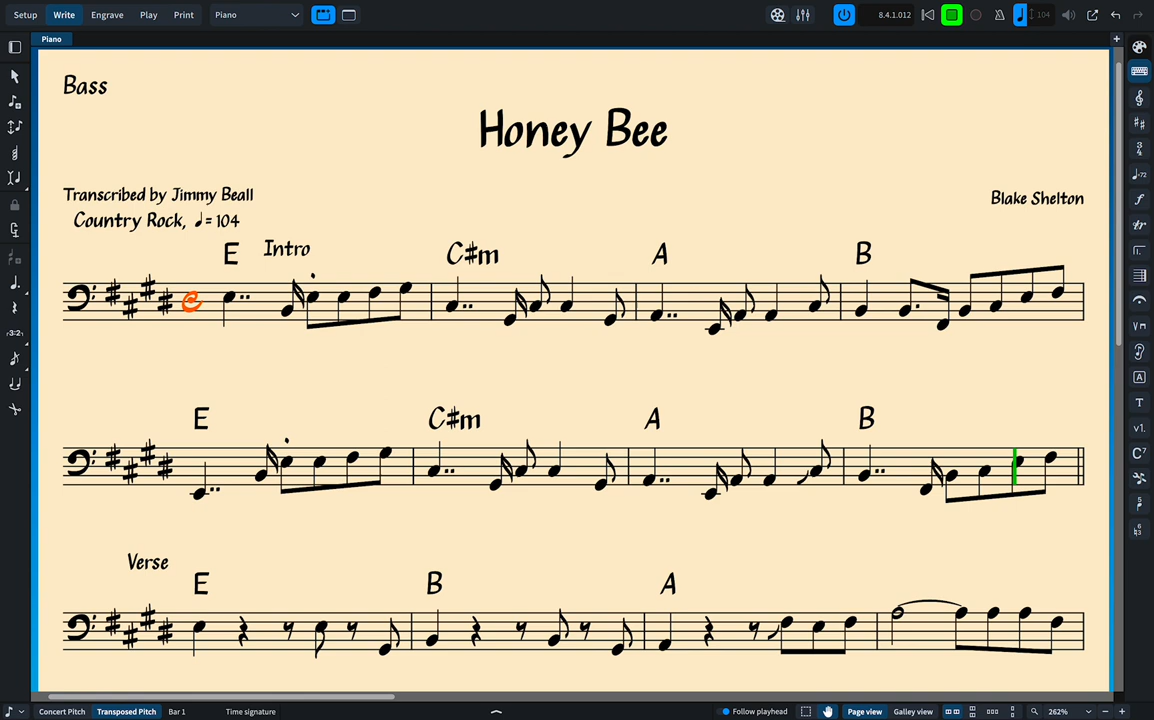 Setup Write Engrave Play Print Piano 8.4.1.012 104
Piano
Bass
Honey Bee
Transcribed by Jimmy Beall
Blake Shelton
Country Rock, ♩= 104
E Intro C♯m A B
E C♯m A B
Verse
E B A
Concert Pitch Transposed Pitch Bar 1 Time signature Follow playhead Page view Galley view 262%